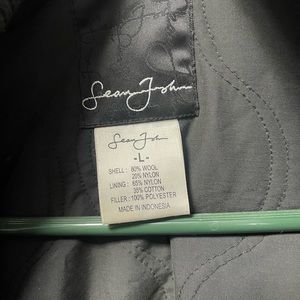 Sean John
Sean John
-L-
SHELL: 80% WOOL
20% NYLON
LINING: 65% NYLON
35% COTTON
FILLER: 100% POLYESTER
MADE IN INDONESIA